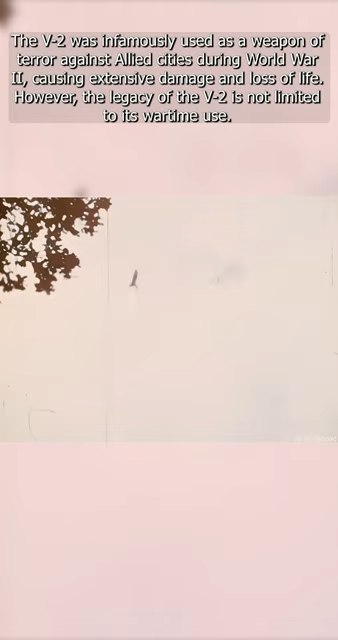 The V-2 was infamously used as a weapon of
terror against Allied cities during World War
II, causing extensive damage and loss of life.
However, the legacy of the V-2 is not limited
to its wartime use.